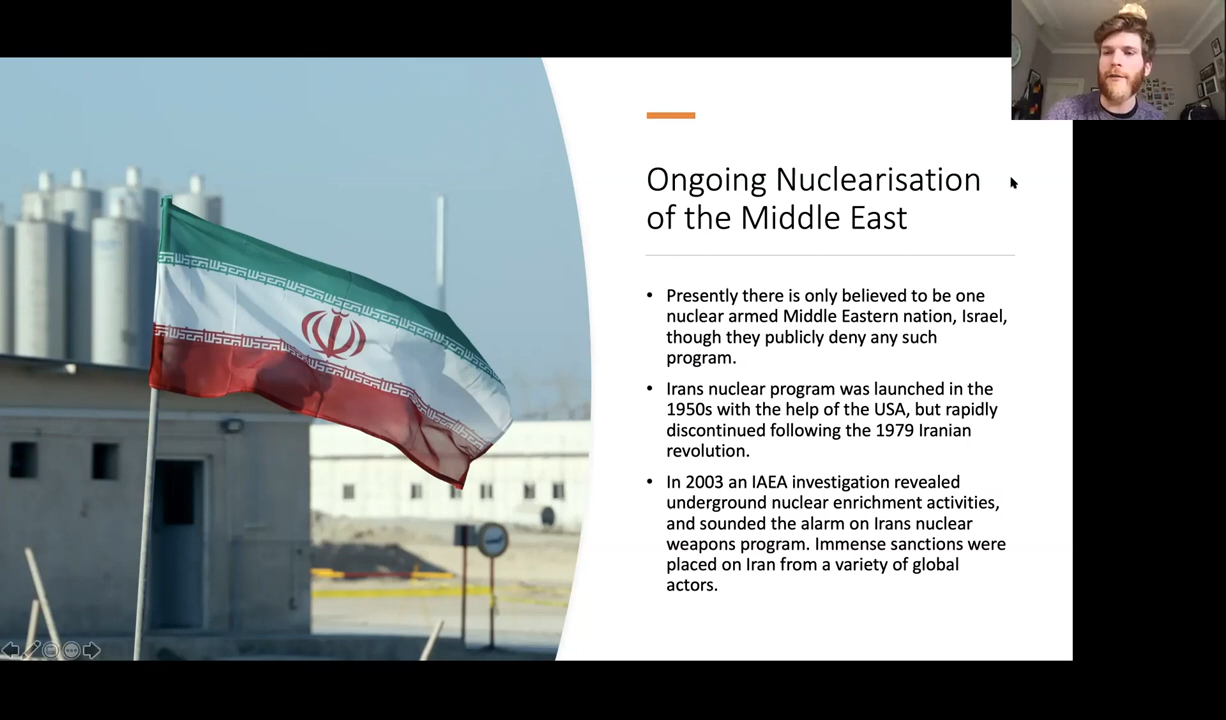 Ongoing Nuclearisation
of the Middle East
• Presently there is only believed to be one
nuclear armed Middle Eastern nation, Israel,
though they publicly deny any such
program.
• Irans nuclear program was launched in the
1950s with the help of the USA, but rapidly
discontinued following the 1979 Iranian
revolution.
• In 2003 an IAEA investigation revealed
underground nuclear enrichment activities,
and sounded the alarm on Irans nuclear
weapons program. Immense sanctions were
placed on Iran from a variety of global
actors.